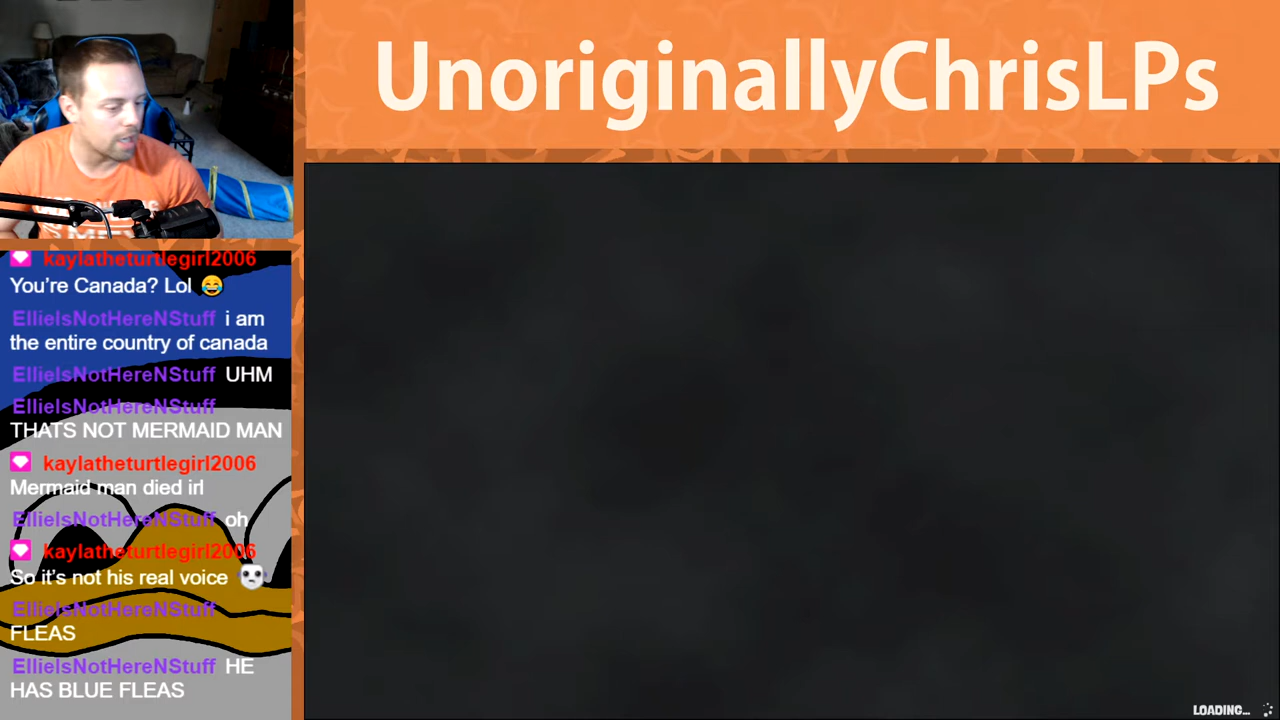 UnoriginallyChrisLPs
kaylatheturtlegirl2006
You're Canada? Lol 😂
EllieIsNotHereNStuff i am
the entire country of canada
EllieIsNotHereNStuff UHM
EllieIsNotHereNStuff
THATS NOT MERMAID MAN
kaylatheturtlegirl2006
Mermaid man died irl
EllieIsNotHereNStuff oh
kaylatheturtlegirl2006
So it's not his real voice
EllieIsNotHereNStuff
FLEAS
EllieIsNotHereNStuff HE
HAS BLUE FLEAS
LOADING...